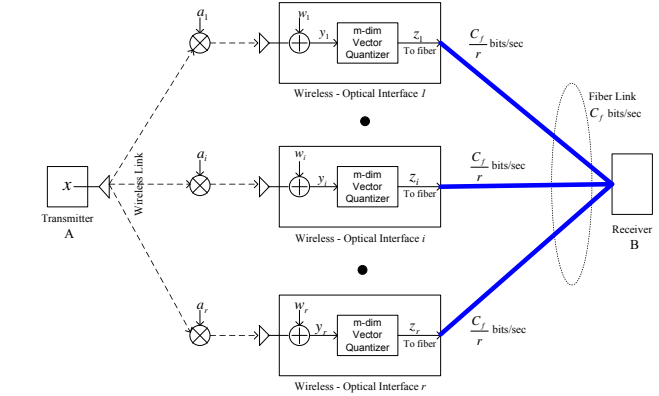 a1
w1
y1
m-dim
Vector
Quantizer
z1
To fiber
Cf/r bits/sec
Wireless - Optical Interface 1
Fiber Link
Cf bits/sec
x
Transmitter
A
Wireless Link
ai
wi
yi
m-dim
Vector
Quantizer
zi
To fiber
Cf/r bits/sec
Wireless - Optical Interface i
Receiver
B
ar
wr
yr
m-dim
Vector
Quantizer
zr
To fiber
Cf/r bits/sec
Wireless - Optical Interface r